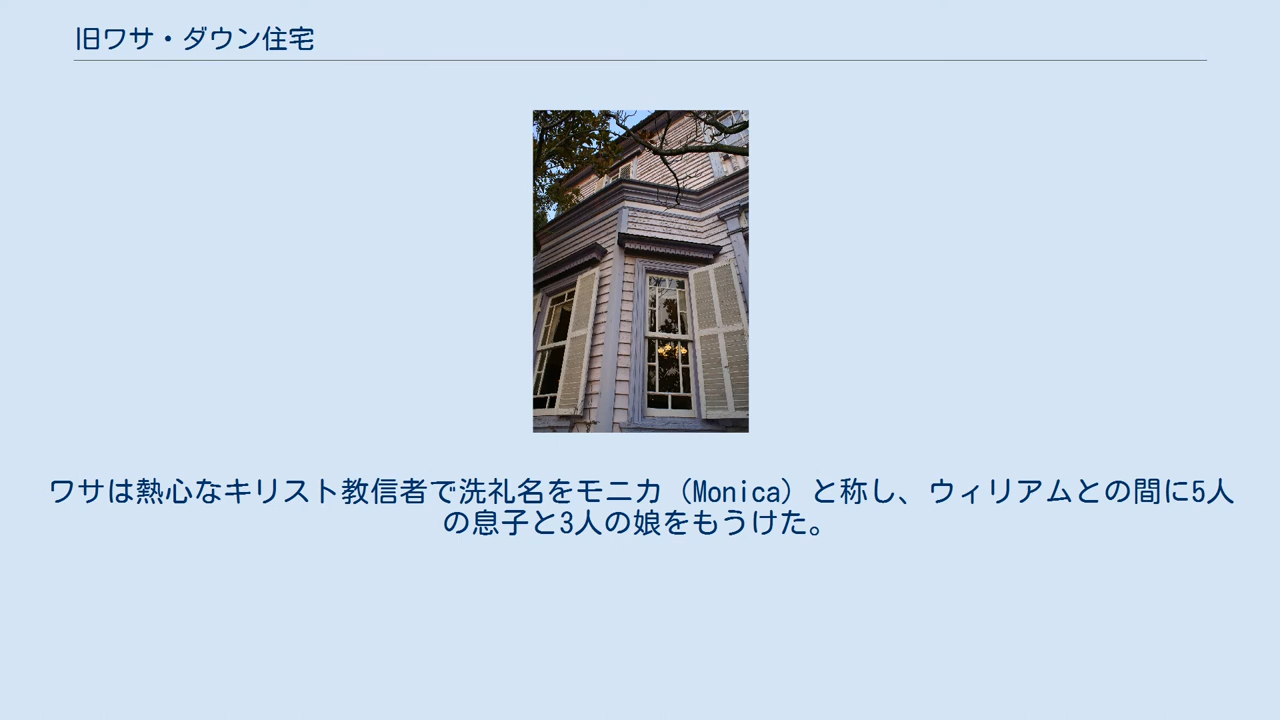 旧ワサ・ダウン住宅
ワサは熱心なキリスト教信者で洗礼名をモニカ（Monica）と称し、ウィリアムとの間に5人
の息子と3人の娘をもうけた。